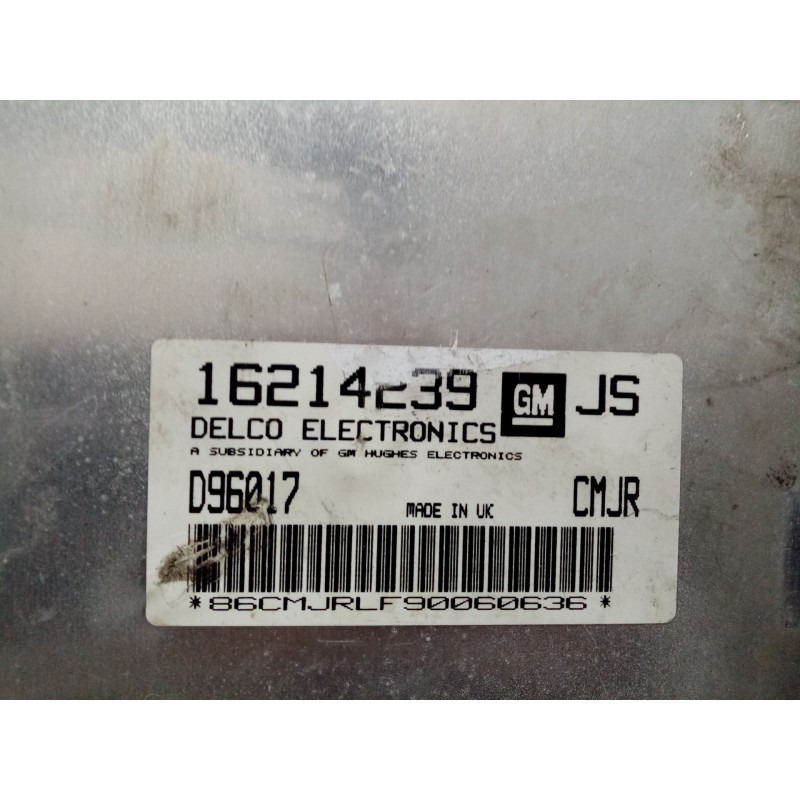 16214239 GM JS
DELCO ELECTRONICS
A SUBSIDIARY OF GM HUGHES ELECTRONICS
D96017 MADE IN UK CMJR
*86CMJRLF90060636*